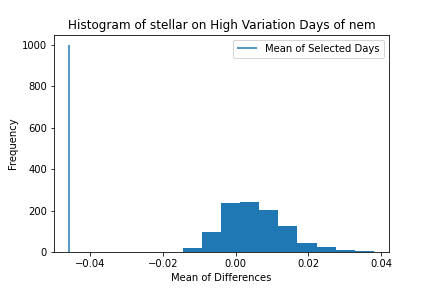 Histogram of stellar on High Variation Days of nem
Mean of Selected Days
Frequency
1000
800
600
400
200
0
−0.04 −0.02 0.00 0.02 0.04
Mean of Differences